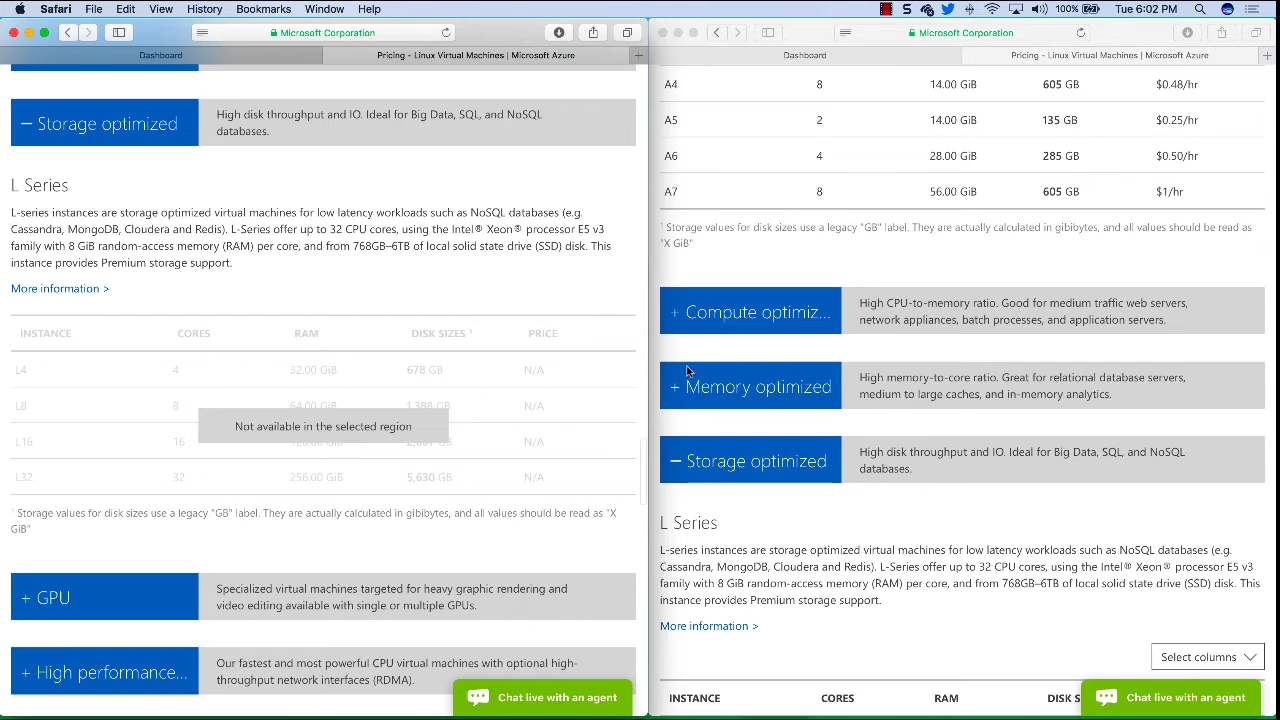 Safari File Edit View History Bookmarks Window Help
100% Tue 6:02 PM
Microsoft Corporation
Dashboard
Pricing - Linux Virtual Machines | Microsoft Azure
− Storage optimized
High disk throughput and IO. Ideal for Big Data, SQL, and NoSQL
databases.
L Series
L-series instances are storage optimized virtual machines for low latency workloads such as NoSQL databases (e.g.
Cassandra, MongoDB, Cloudera and Redis). L-Series offer up to 32 CPU cores, using the Intel® Xeon® processor E5 v3
family with 8 GiB random-access memory (RAM) per core, and from 768GB–6TB of local solid state drive (SSD) disk. This
instance provides Premium storage support.
More information >
INSTANCE CORES RAM DISK SIZES 1 PRICE
L4 4 32.00 GiB 678 GB N/A
L8 8 64.00 GiB 1,388 GB N/A
Not available in the selected region
L16 16 N/A
L32 32 256.00 GiB 5,630 GB N/A
1 Storage values for disk sizes use a legacy "GB" label. They are actually calculated in gibibytes, and all values should be read as "X
GiB"
+ GPU
Specialized virtual machines targeted for heavy graphic rendering and
video editing available with single or multiple GPUs.
+ High performance...
Our fastest and most powerful CPU virtual machines with optional high-
throughput network interfaces (RDMA).
Chat live with an agent
Microsoft Corporation
Dashboard
Pricing - Linux Virtual Machines | Microsoft Azure
A4 8 14.00 GiB 605 GB $0.48/hr
A5 2 14.00 GiB 135 GB $0.25/hr
A6 4 28.00 GiB 285 GB $0.50/hr
A7 8 56.00 GiB 605 GB $1/hr
1 Storage values for disk sizes use a legacy "GB" label. They are actually calculated in gibibytes, and all values should be read as
"X GiB"
+ Compute optimiz...
High CPU-to-memory ratio. Good for medium traffic web servers,
network appliances, batch processes, and application servers.
+ Memory optimized
High memory-to-core ratio. Great for relational database servers,
medium to large caches, and in-memory analytics.
− Storage optimized
High disk throughput and IO. Ideal for Big Data, SQL, and NoSQL
databases.
L Series
L-series instances are storage optimized virtual machines for low latency workloads such as NoSQL databases (e.g.
Cassandra, MongoDB, Cloudera and Redis). L-Series offer up to 32 CPU cores, using the Intel® Xeon® processor E5 v3
family with 8 GiB random-access memory (RAM) per core, and from 768GB–6TB of local solid state drive (SSD) disk. This
instance provides Premium storage support.
More information >
Select columns
INSTANCE CORES RAM DISK S
Chat live with an agent